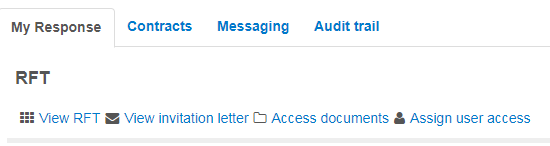 My Response Contracts Messaging Audit trail
RFT
View RFT View invitation letter Access documents Assign user access